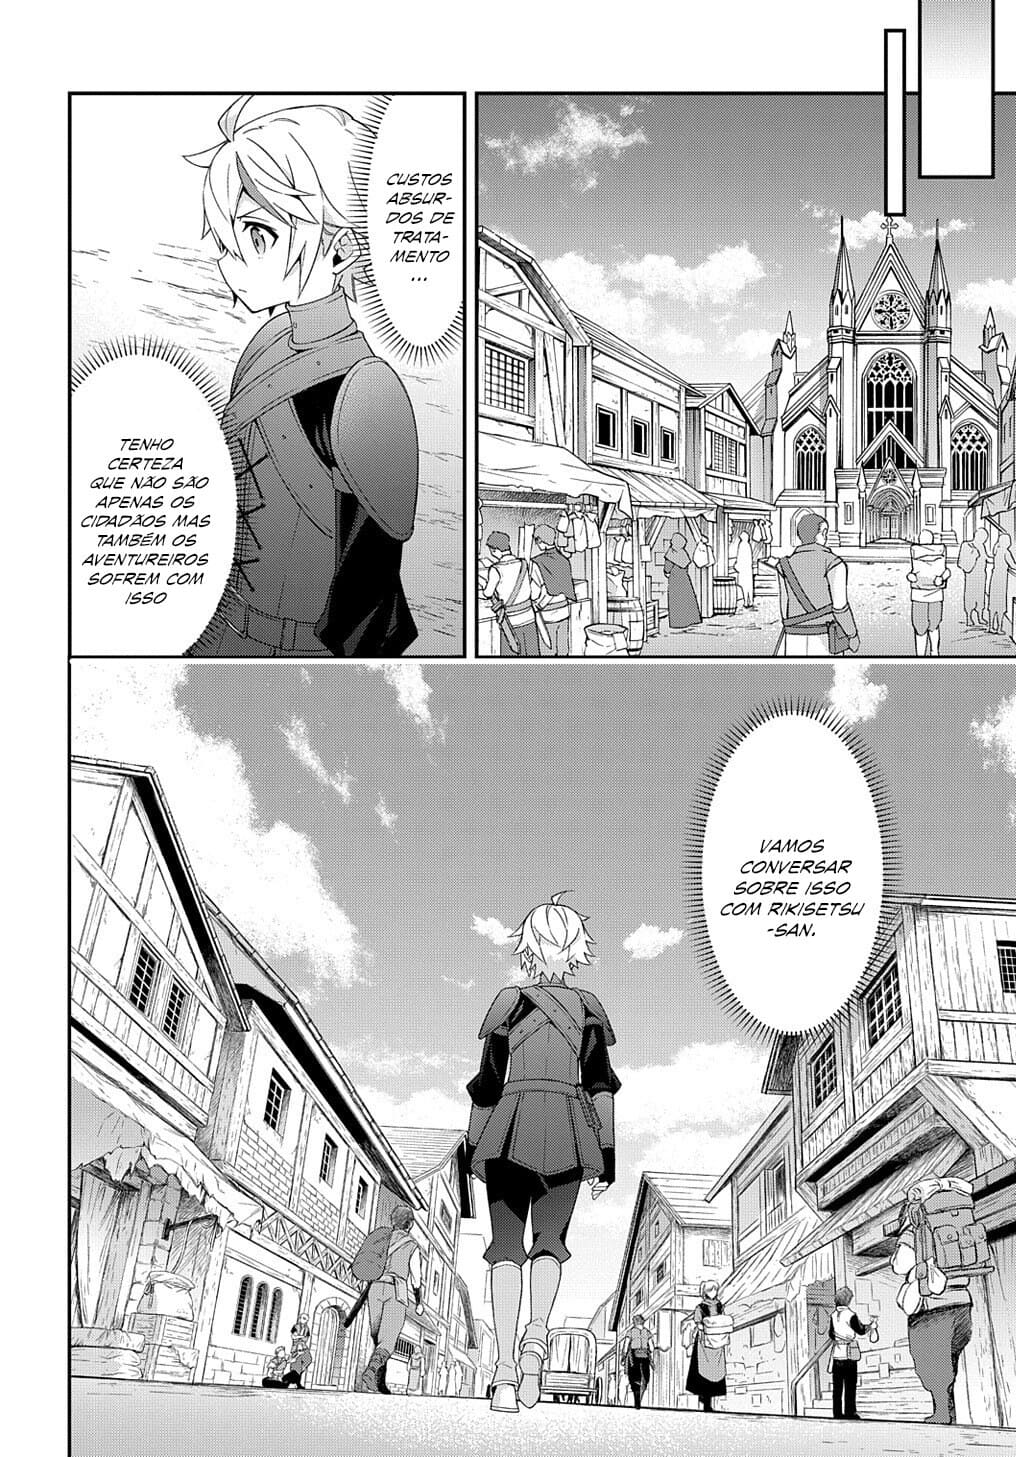 CUSTOS
ABSUR-
DOS DE
TRATA-
MENTO
...
TENHO
CERTEZA
QUE NÃO SÃO
APENAS OS
CIDADÃOS MAS
TAMBÉM OS
AVENTUREIROS
SOFREM COM
ISSO
VAMOS
CONVERSAR
SOBRE ISSO
COM RIKISETSU
-SAN.